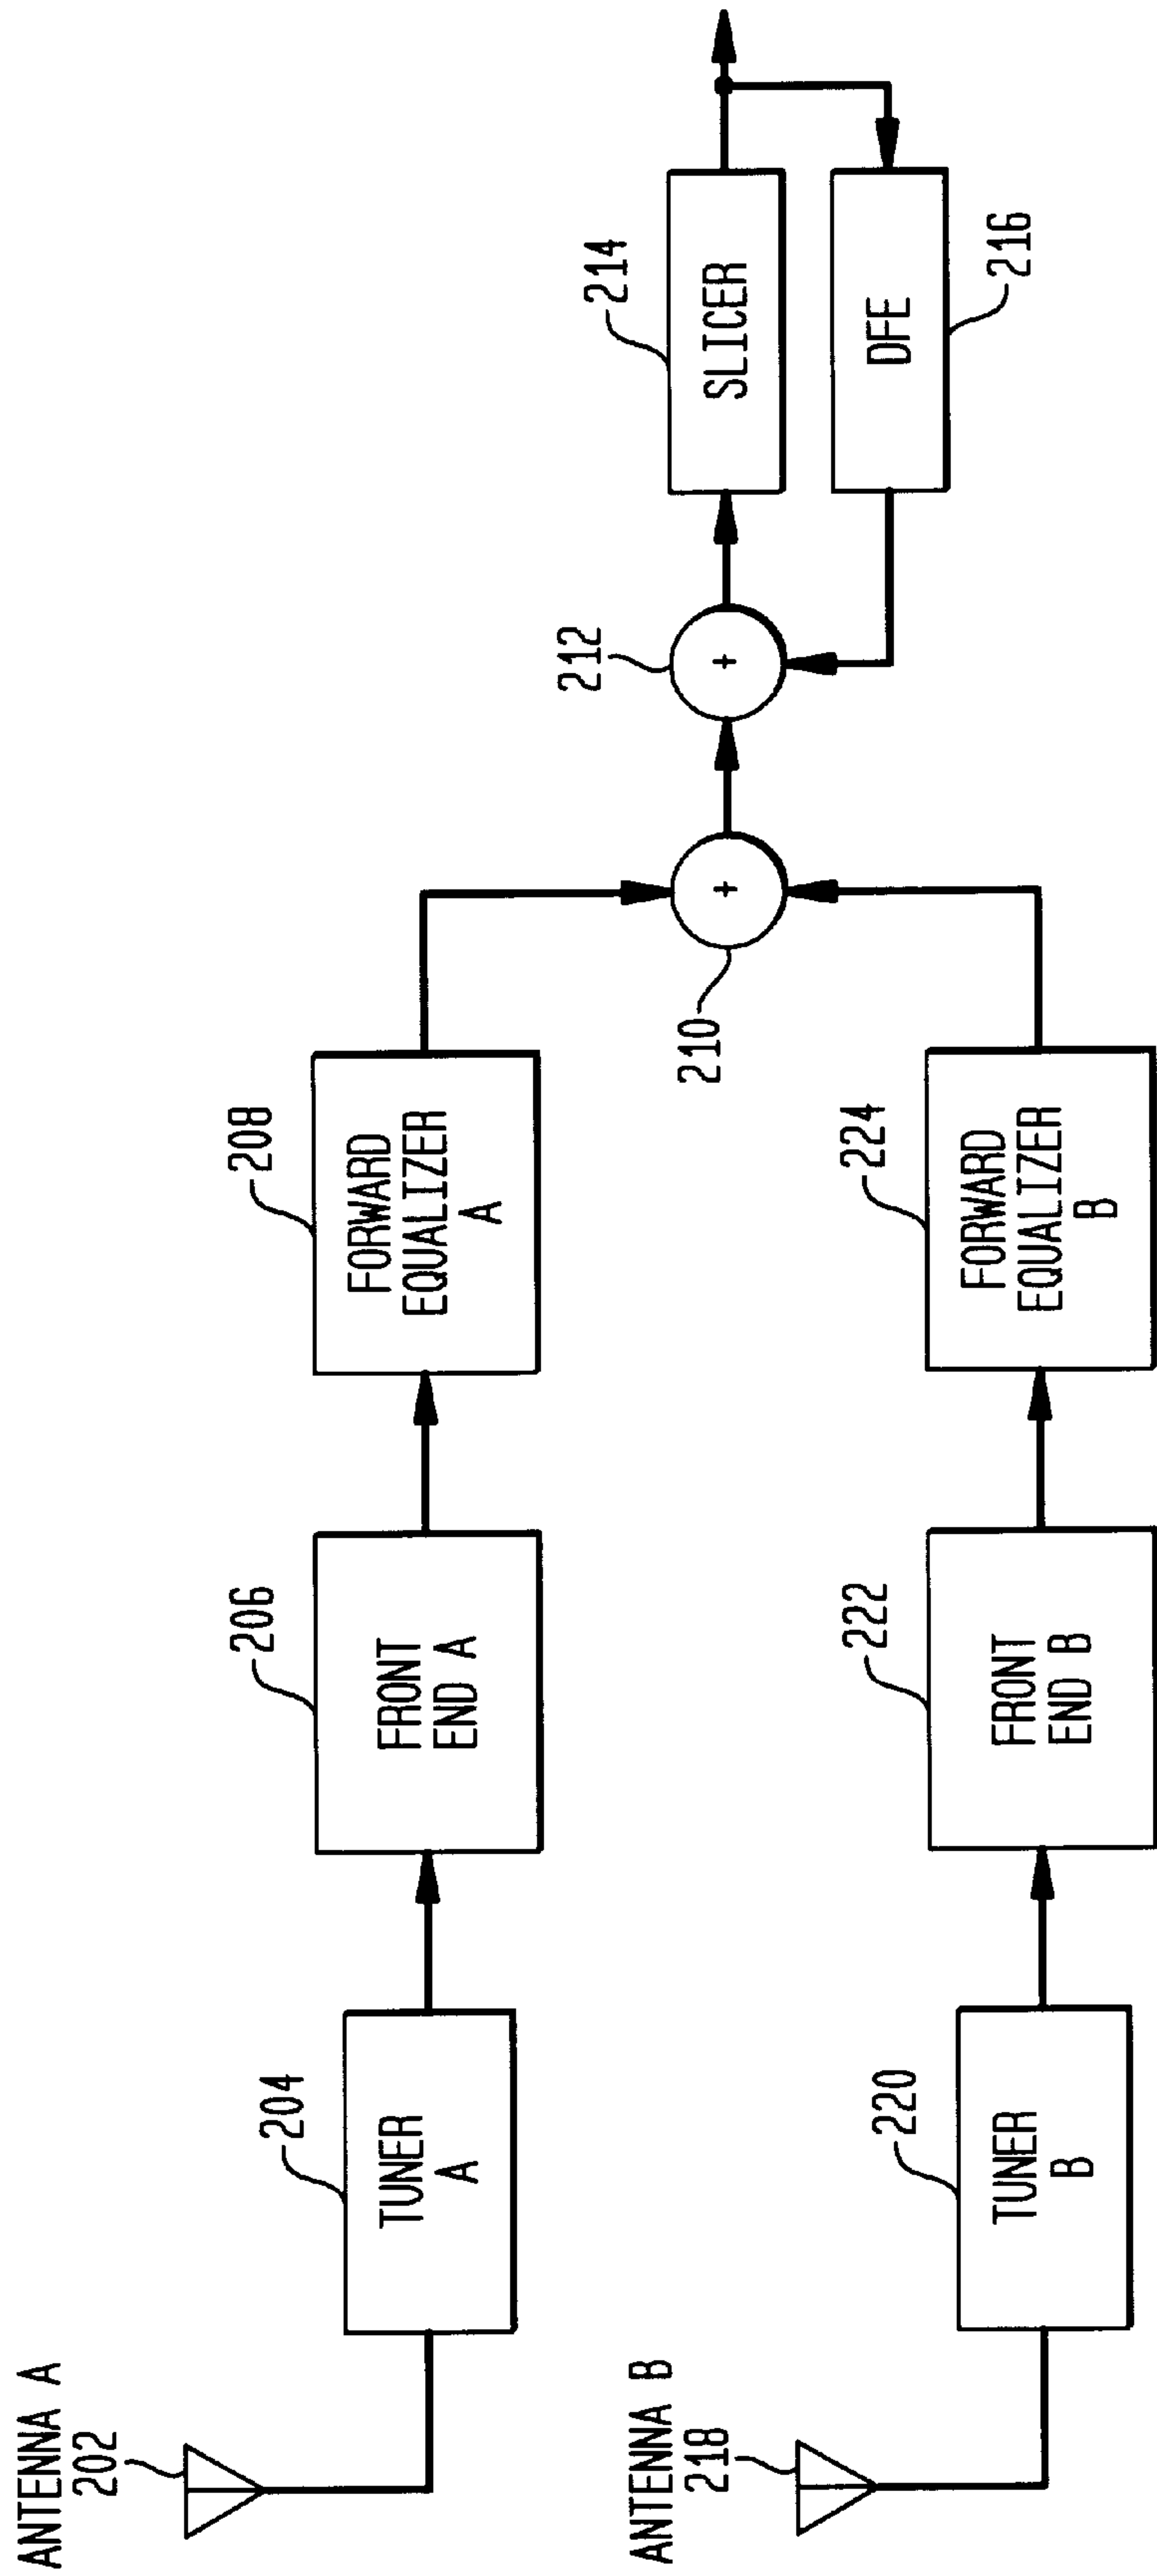 ANTENNA A
202
204
TUNER
A
206
FRONT
END A
208
FORWARD
EQUALIZER
A
210
+
212
+
214
SLICER
DFE
216
ANTENNA B
218
220
TUNER
B
222
FRONT
END B
224
FORWARD
EQUALIZER
B